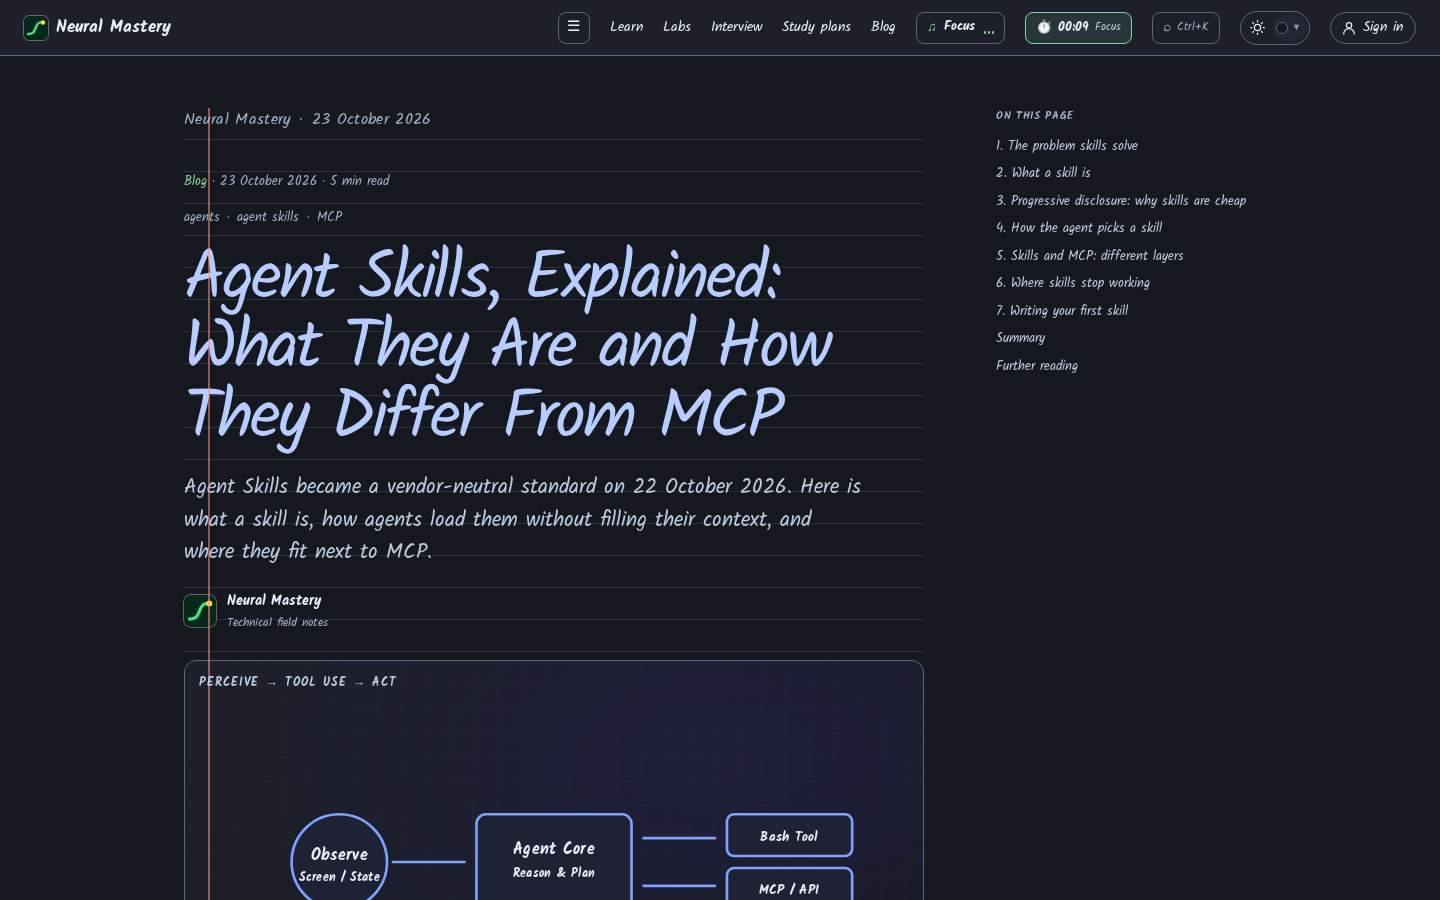 Neural Mastery
☰ Learn Labs Interview Study plans Blog ♫ Focus ... ⏱ 00:09 Focus ⌕ Ctrl+K ▾ Sign in
Neural Mastery · 23 October 2026
Blog · 23 October 2026 · 5 min read
agents · agent skills · MCP
Agent Skills, Explained:
What They Are and How
They Differ From MCP
Agent Skills became a vendor-neutral standard on 22 October 2026. Here is
what a skill is, how agents load them without filling their context, and
where they fit next to MCP.
Neural Mastery
Technical field notes
PERCEIVE → TOOL USE → ACT
Observe
Screen / State
Agent Core
Reason & Plan
Bash Tool
MCP / API
ON THIS PAGE
1. The problem skills solve
2. What a skill is
3. Progressive disclosure: why skills are cheap
4. How the agent picks a skill
5. Skills and MCP: different layers
6. Where skills stop working
7. Writing your first skill
Summary
Further reading